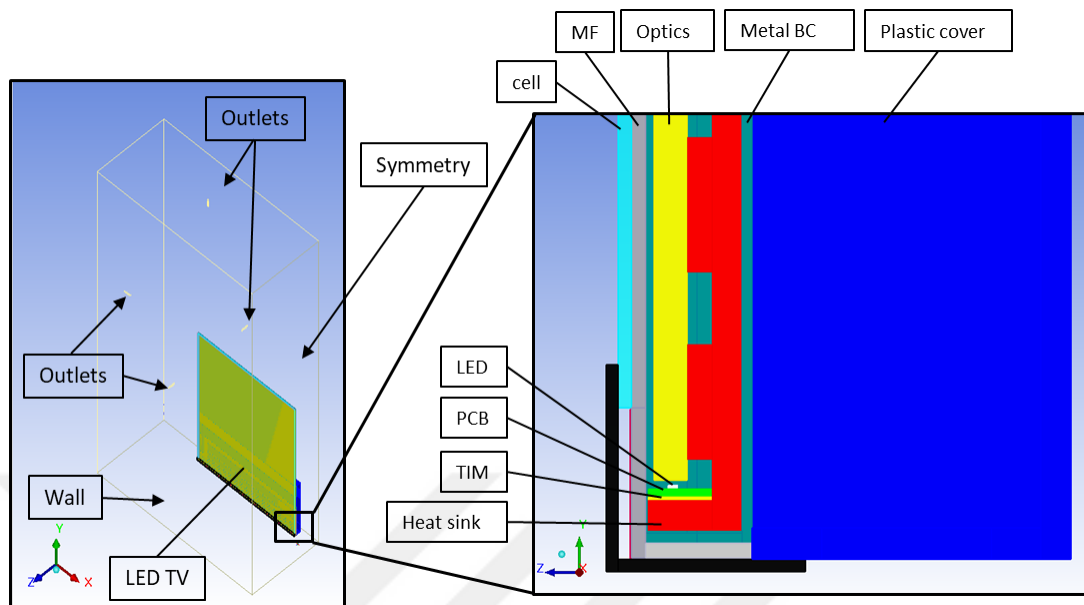 Outlets
Symmetry
Outlets
Wall
LED TV
Y
Z
X
MF
Optics
Metal BC
Plastic cover
cell
LED
PCB
TIM
Heat sink
Y
Z
X